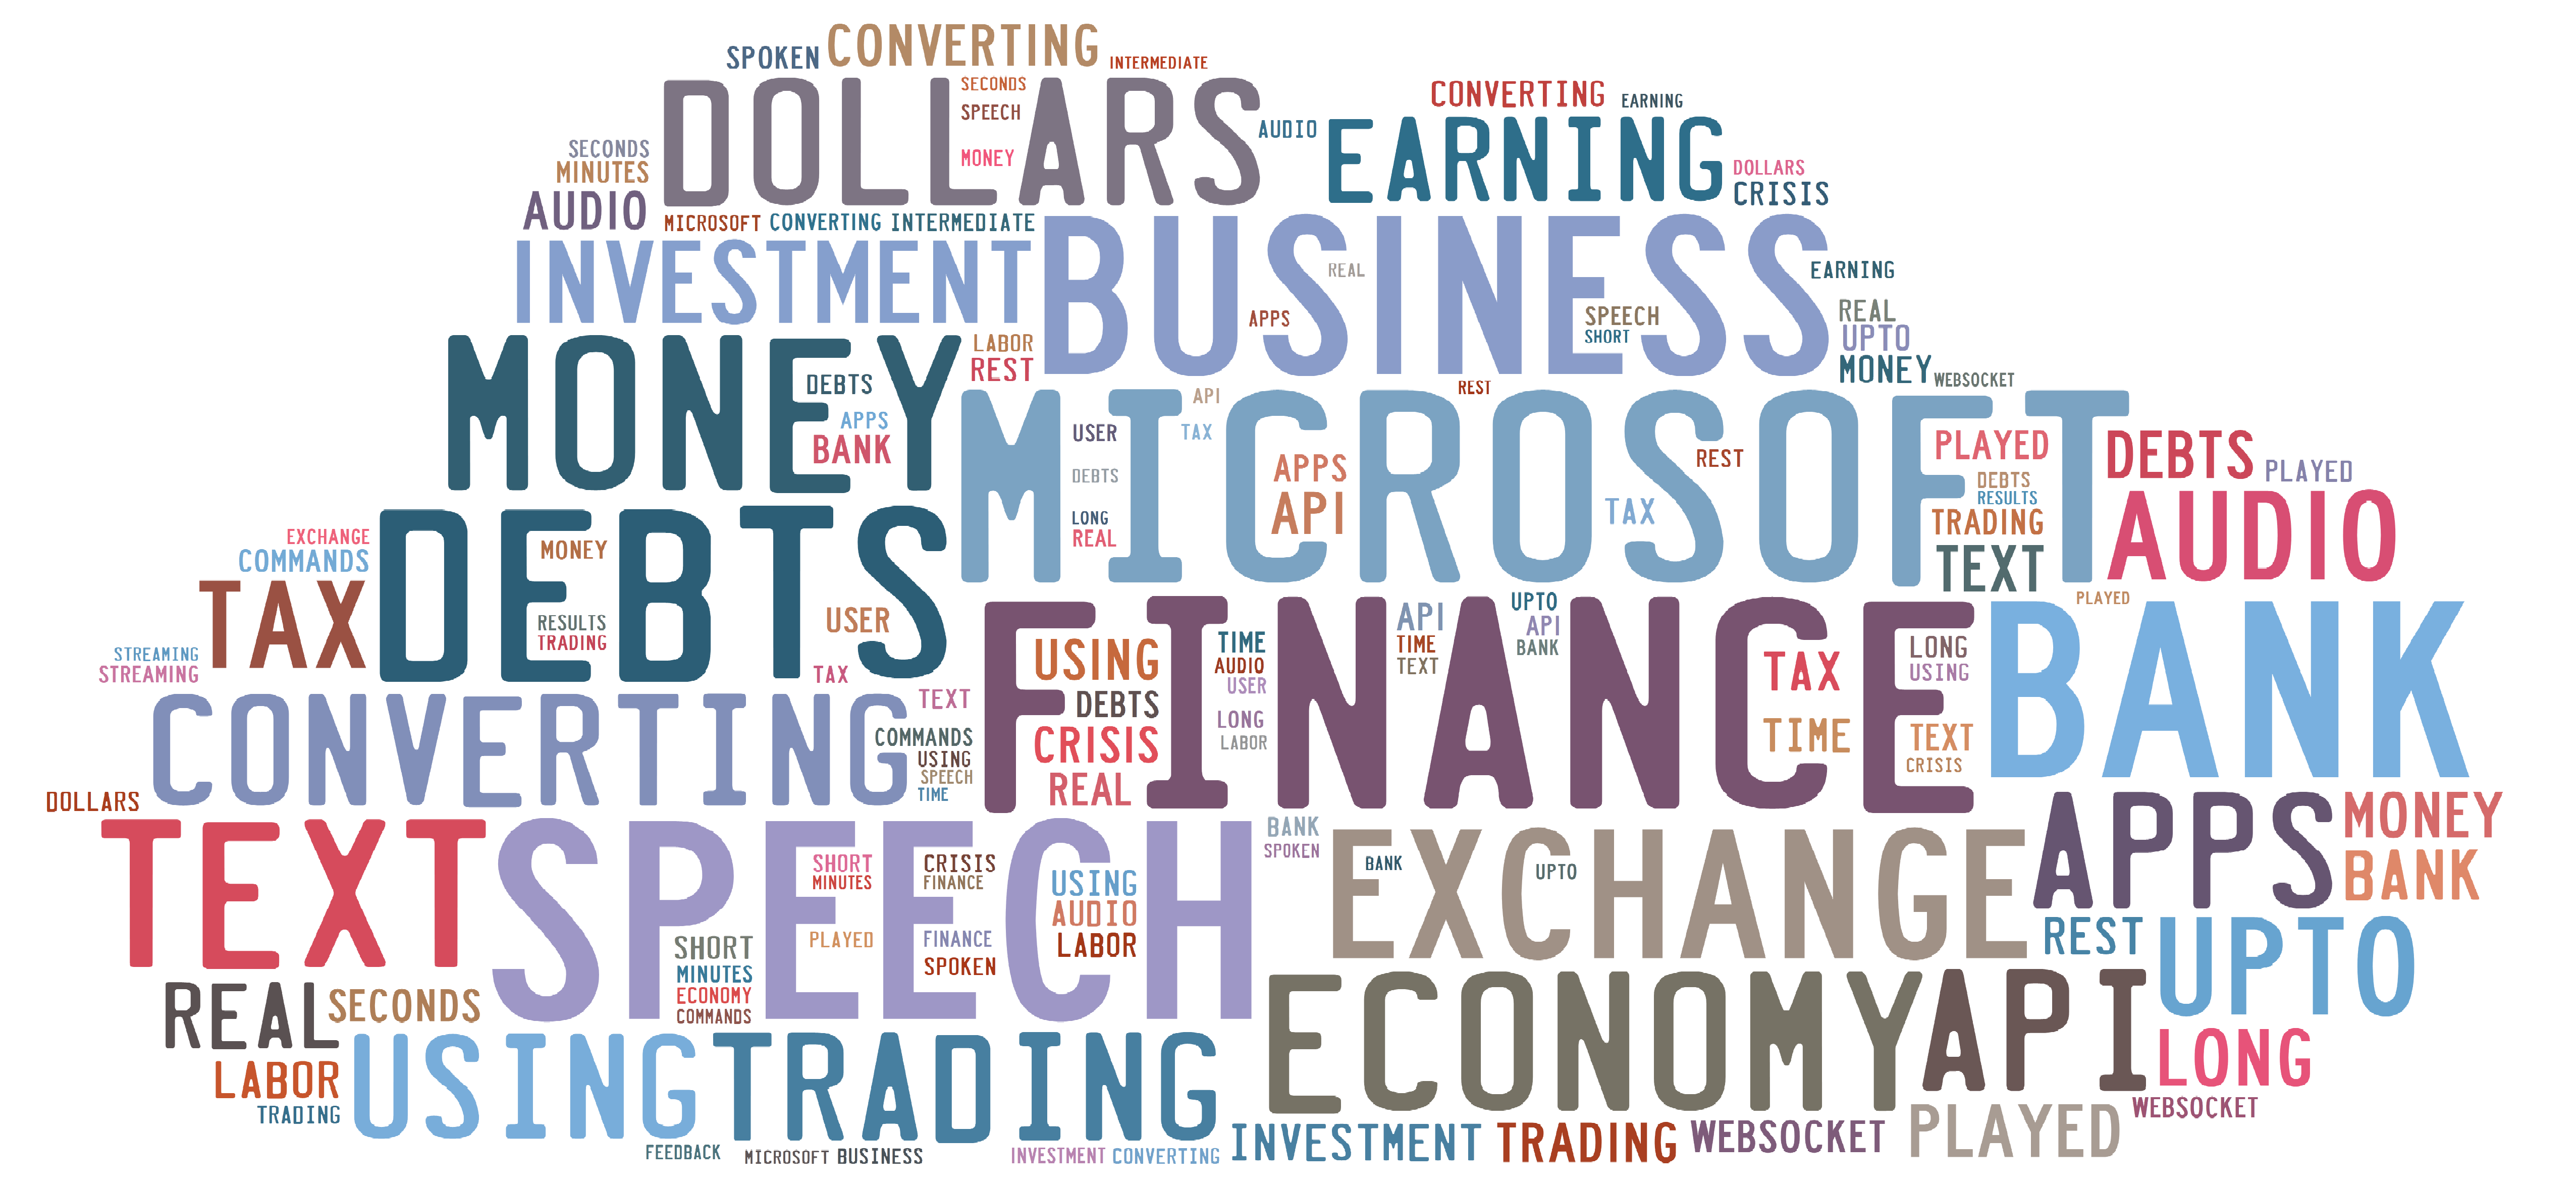 SPOKEN CONVERTING INTERMEDIATE
DOLLARS
SECONDS
SPEECH
MONEY
CONVERTING EARNING
AUDIO EARNING
SECONDS
MINUTES
AUDIO
DOLLARS
CRISIS
MICROSOFT CONVERTING INTERMEDIATE
INVESTMENT BUSINESS
REAL
APPS
SPEECH
SHORT
EARNING
REAL
UPTO
MONEY WEBSOCKET
LABOR
REST
MONEY
DEBTS
APPS
BANK
REST
MICROSOFT
API
USER
TAX
DEBTS
LONG
REAL
APPS
API
TAX
REST
PLAYED
DEBTS
RESULTS
TRADING
TEXT
DEBTS PLAYED
AUDIO
PLAYED
EXCHANGE
COMMANDS
TAX DEBTS
MONEY
RESULTS
TRADING
USER
TAX
STREAMING
STREAMING
FINANCE BANK
USING
DEBTS
CRISIS
REAL
TIME
AUDIO
USER
LONG
LABOR
API
TIME
TEXT
UPTO
API
BANK
TAX
TIME
LONG
USING
TEXT
CRISIS
CONVERTING
TEXT
COMMANDS
USING
SPEECH
TIME
DOLLARS
TEXT SPEECH
SHORT
MINUTES
PLAYED
CRISIS
FINANCE
FINANCE
SPOKEN
USING
AUDIO
LABOR
SHORT
MINUTES
ECONOMY
COMMANDS
BANK
SPOKEN
EXCHANGE
BANK
UPTO
APPS MONEY
BANK
REST UPTO
REAL SECONDS
ECONOMY API
LONG
LABOR
TRADING
USING TRADING
WEBSOCKET
PLAYED
FEEDBACK
MICROSOFT BUSINESS
INVESTMENT CONVERTING
INVESTMENT TRADING WEBSOCKET